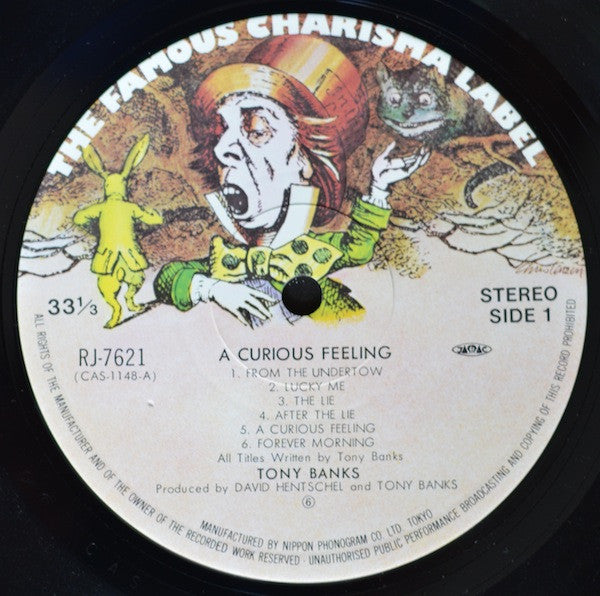 THE FAMOUS CHARISMA LABEL
33 1/3
STEREO
SIDE 1
RJ-7621
(CAS-1148-A)
JASRAC
A CURIOUS FEELING
1. FROM THE UNDERTOW
2. LUCKY ME
3. THE LIE
4. AFTER THE LIE
5. A CURIOUS FEELING
6. FOREVER MORNING
All Titles Written by Tony Banks
TONY BANKS
Produced by DAVID HENTSCHEL and TONY BANKS
⑥
MANUFACTURED BY NIPPON PHONOGRAM CO. LTD. TOKYO
ALL RIGHTS OF THE MANUFACTURER AND OF THE OWNER OF THE RECORDED WORK RESERVED · UNAUTHORISED PUBLIC PERFORMANCE BROADCASTING AND COPYING OF THIS RECORD PROHIBITED